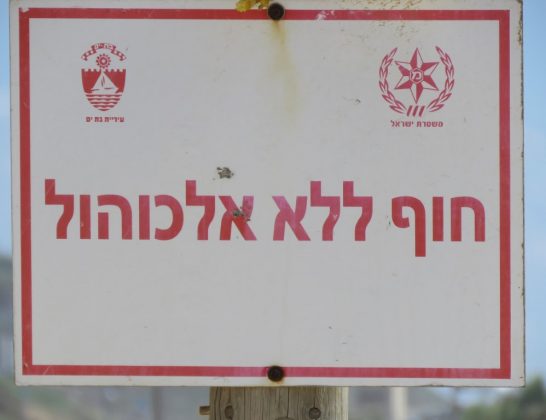 משטרת ישראל
עיריית בת ים
חוף ללא אלכוהול